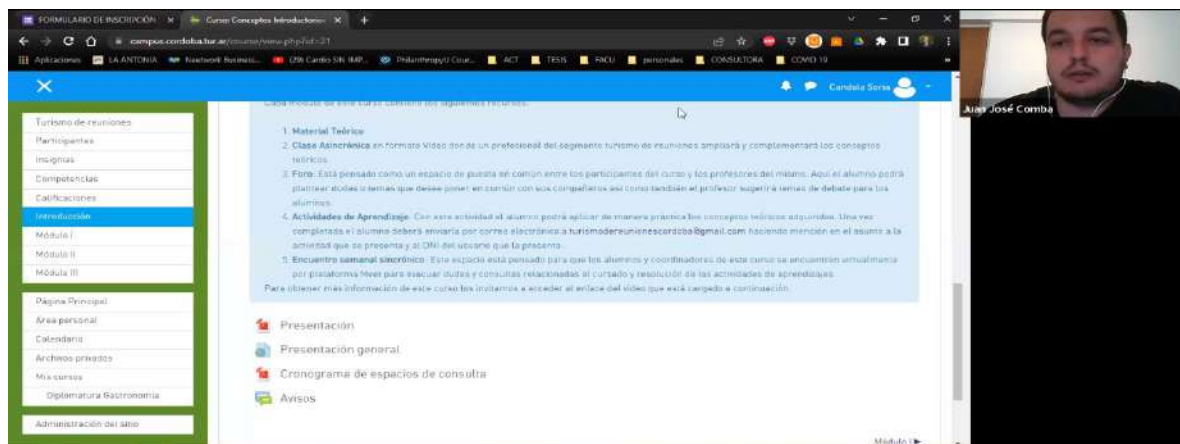 FORMULARIO DE INSCRIPCIÓN
Curso: Conceptos Introductorios
campus.cordoba.tur.ar/course/view.php?id=31
Aplicaciones LA ANTONIA Nextwork Business... (29) Cardio SIN IMP... PhilanthropyU Cour... ACT TESIS FACU personales CONSULTORA COVID 19
Candela Sorsa
Juan José Comba
Turismo de reuniones
Participantes
Insignias
Competencias
Calificaciones
Introducción
Módulo I
Módulo II
Módulo III
Página Principal
Área personal
Calendario
Archivos privados
Mis cursos
Diplomatura Gastronomía
Administración del sitio
Cada módulo de este curso contiene los siguientes recursos:
1. Material Teórico
2. Clase Asincrónica en formato Video donde un profesional del segmento turismo de reuniones ampliará y complementará los conceptos
teóricos.
3. Foro: Está pensado como un espacio de puesta en común entre los participantes del curso y los profesores del mismo. Aquí el alumno podrá
plantear dudas o temas que desee poner en común con sus compañeros así como también el profesor sugerirá temas de debate para los
alumnos.
4. Actividades de Aprendizaje: Con esta actividad el alumno podrá aplicar de manera práctica los conceptos teóricos adquiridos. Una vez
completada el alumno deberá enviarla por correo electrónico a turismodereunionescordoba@gmail.com haciendo mención en el asunto a la
actividad que se presenta y al DNI del usuario que la presenta.
5. Encuentro semanal sincrónico: Este espacio está pensado para que los alumnos y coordinadores de este curso se encuentren virtualmente
por plataforma Meet para evacuar dudas y consultas relacionadas al cursado y resolución de las actividades de aprendizajes.
Para obtener más información de este curso los invitamos a acceder al enlace del video que está cargado a continuación.
Presentación
Presentación general
Cronograma de espacios de consulta
Avisos
Módulo I